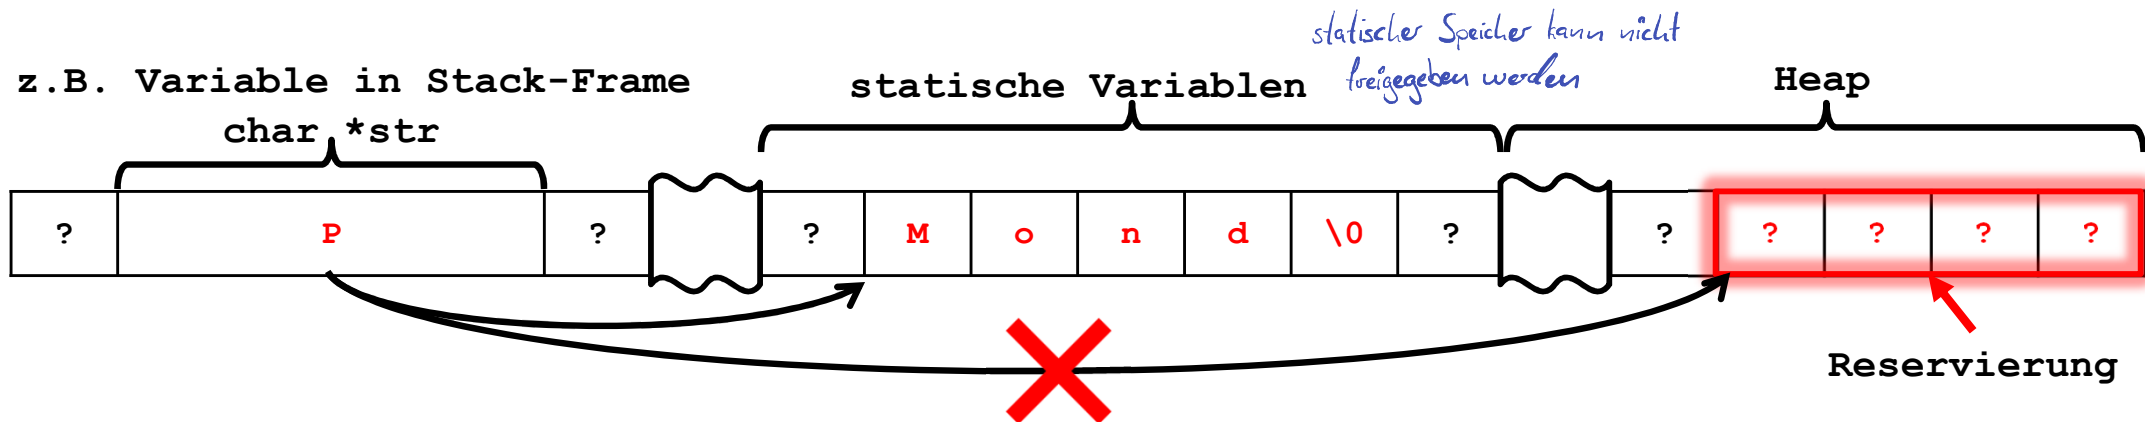 statischer Speicher kann nicht
freigegeben werden
z.B. Variable in Stack-Frame
char *str
statische Variablen
Heap
? P ? ? M o n d \0 ? ? ? ? ? ?
Reservierung